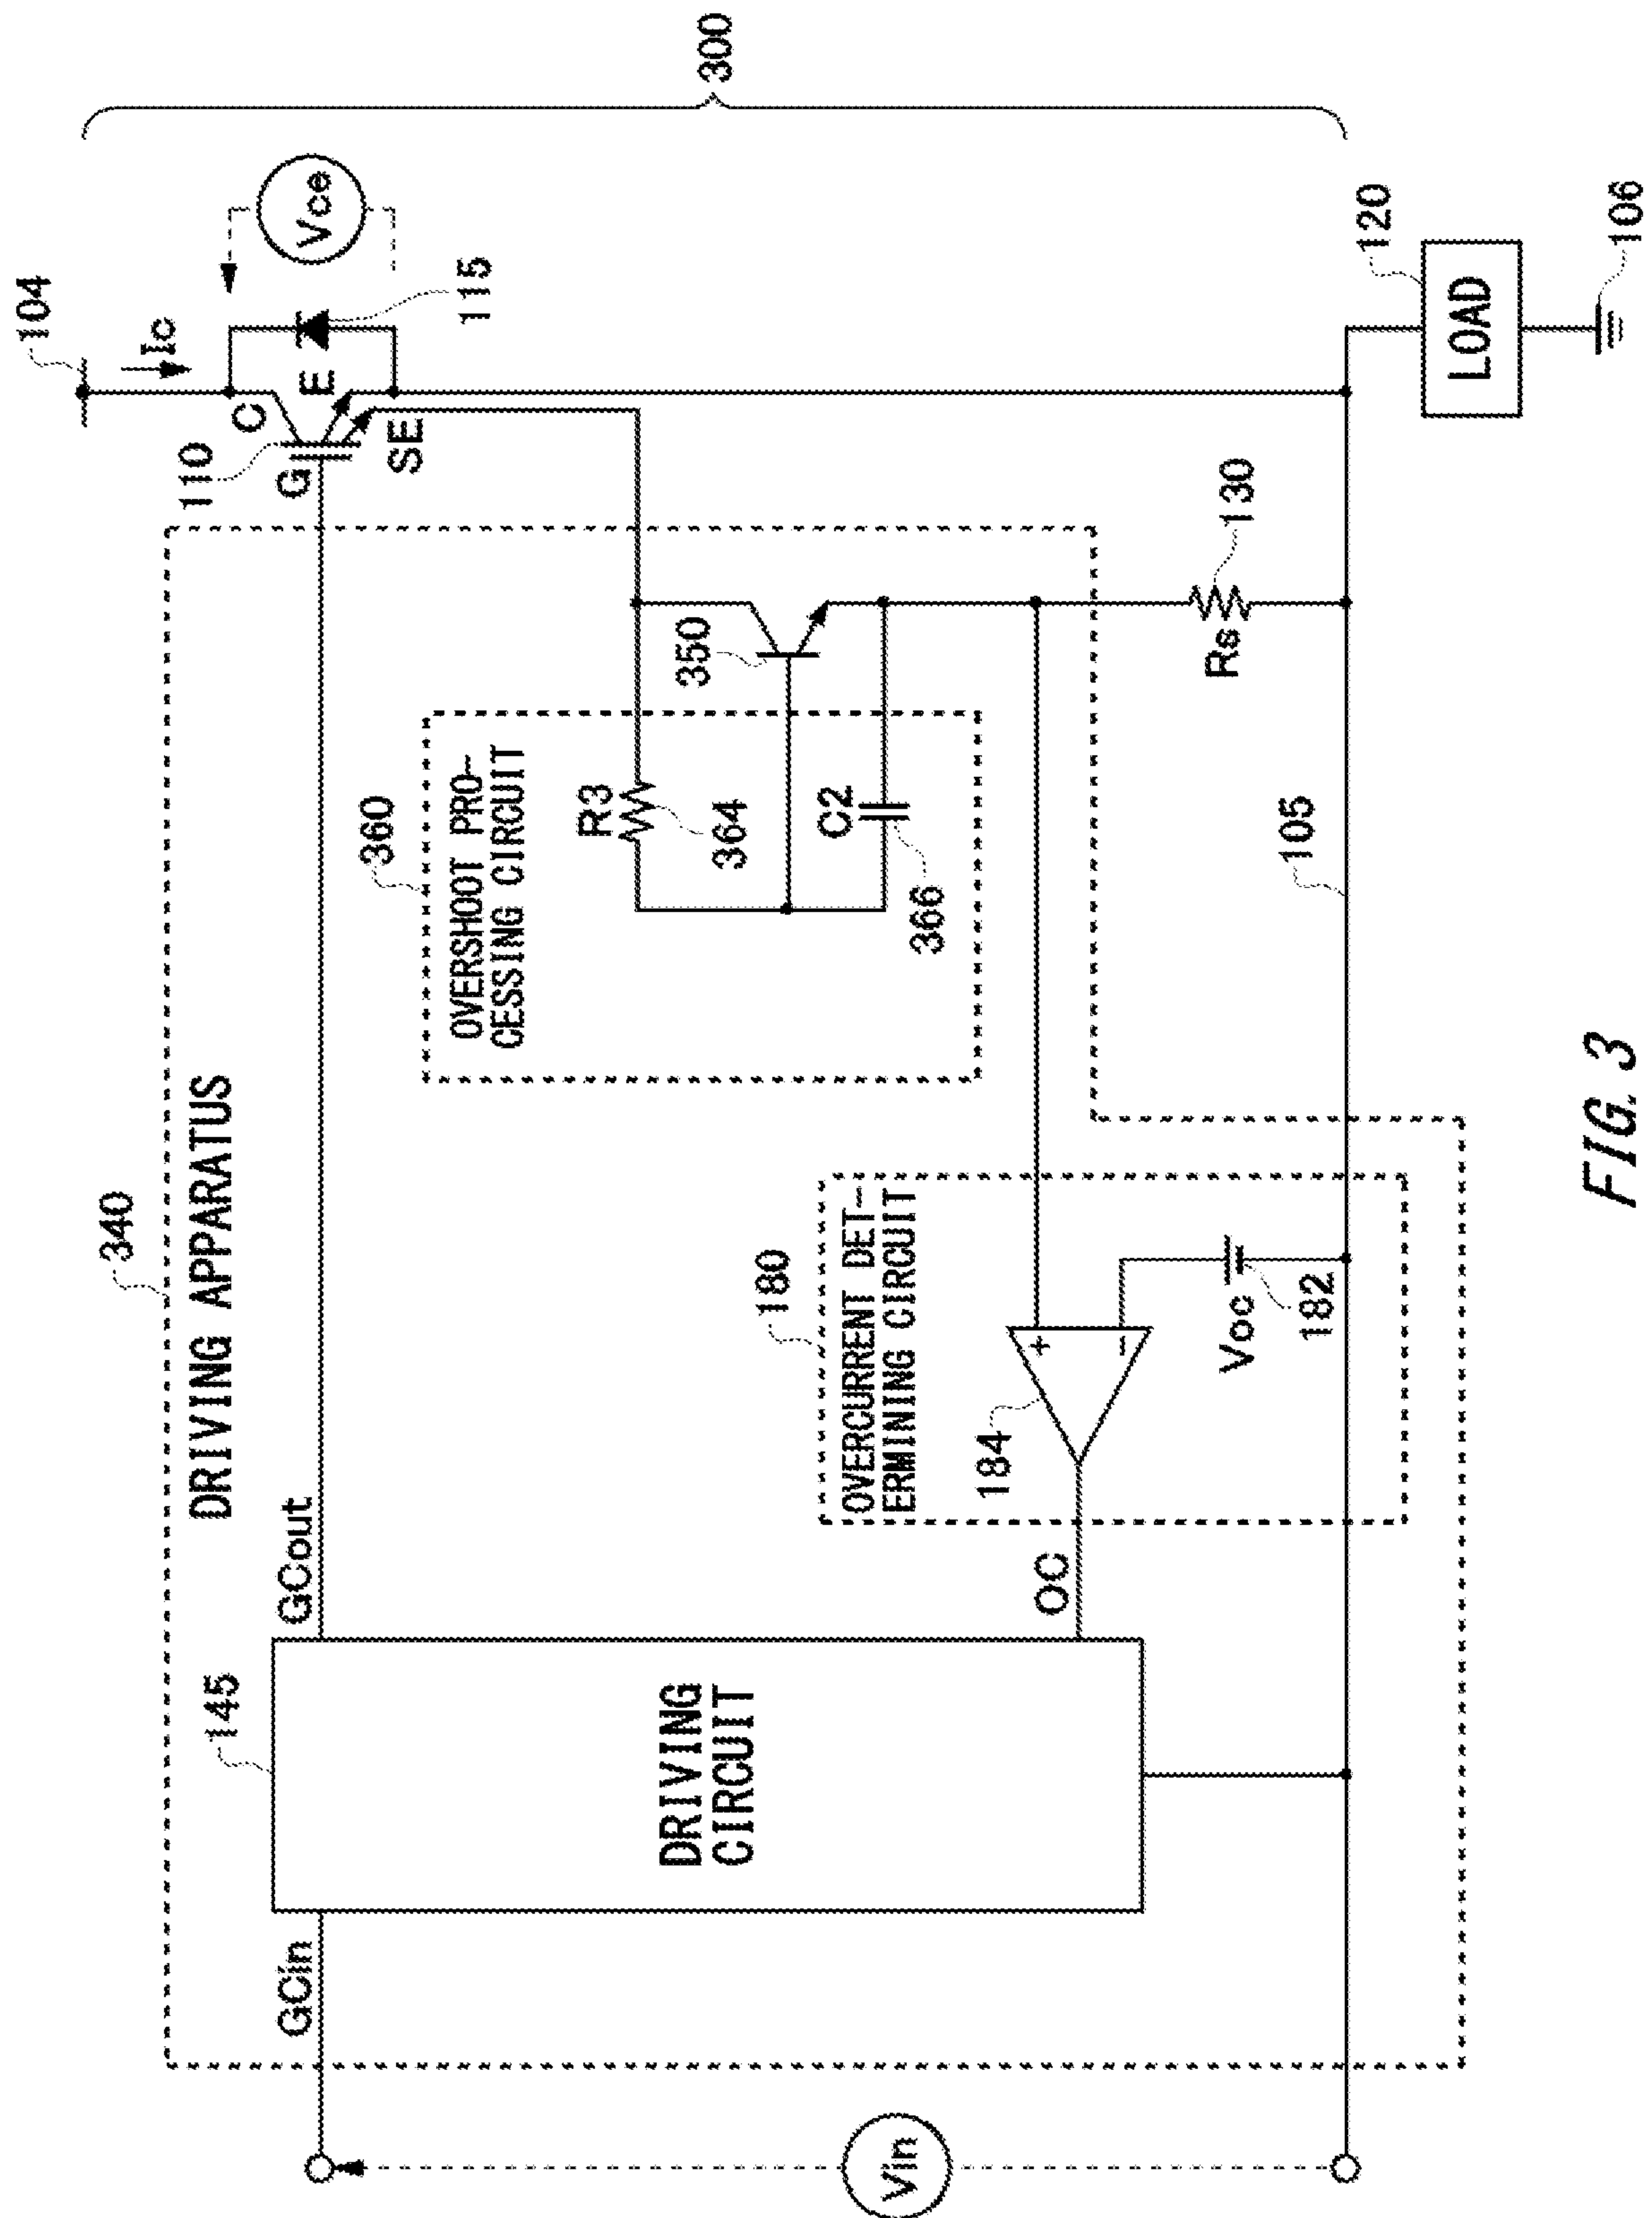 300
104
Ic
Vce
C
E
115
110
G
SE
340
DRIVING APPARATUS
GCin
145
DRIVING
CIRCUIT
GCout
360
OVERSHOOT PRO-
CESSING CIRCUIT
R3
364
350
C2
366
180
OVERCURRENT DET-
ERMINING CIRCUIT
184
+
−
OC
Voc
182
Rs
130
105
120
LOAD
106
Vin
FIG. 3